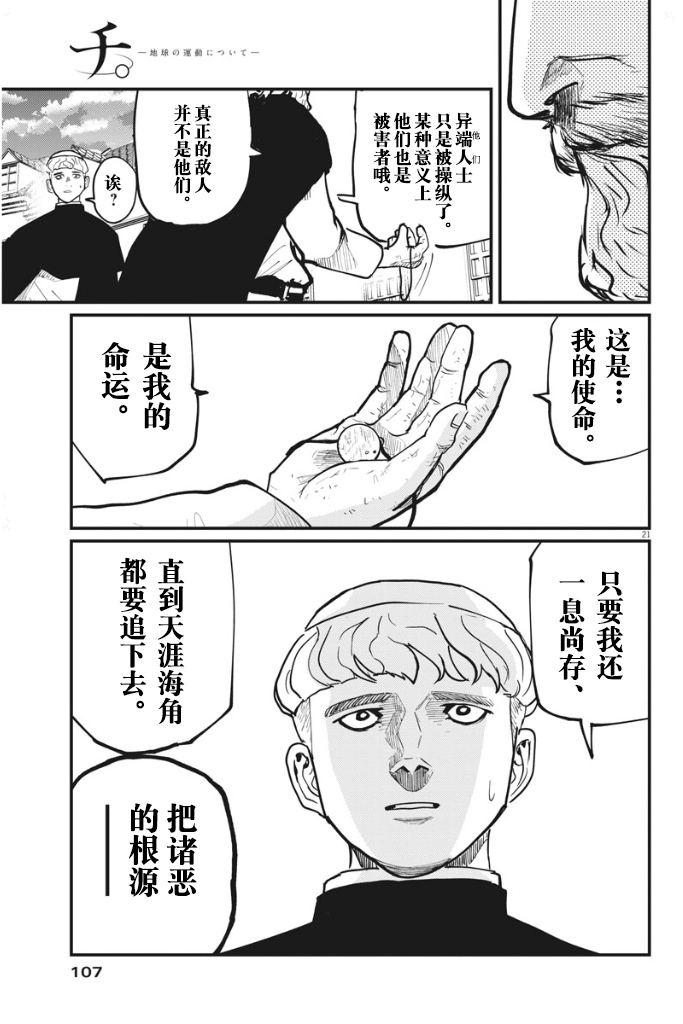 チ。
―地球の運動について―
异端人士
他们
只是被操纵了。
某种意义上
他们也是
被害者哦。
真正的敌人
并不是他们。
诶?
这是…
我的使命。
是我的
命运。
21
只要我还
一息尚存、
直到天涯海角
都要追下去。
把诸恶
的根源
——
107